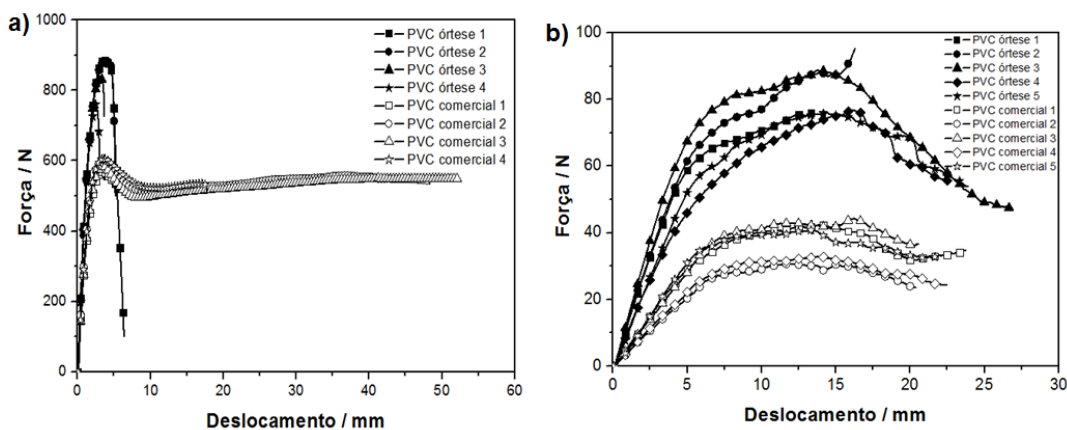 a)
1000
800
600
400
200
0
Força / N
0 10 20 30 40 50 60
Deslocamento / mm
PVC órtese 1
PVC órtese 2
PVC órtese 3
PVC órtese 4
PVC comercial 1
PVC comercial 2
PVC comercial 3
PVC comercial 4
b)
100
80
60
40
20
0
Força / N
0 5 10 15 20 25 30
Deslocamento / mm
PVC órtese 1
PVC órtese 2
PVC órtese 3
PVC órtese 4
PVC órtese 5
PVC comercial 1
PVC comercial 2
PVC comercial 3
PVC comercial 4
PVC comercial 5